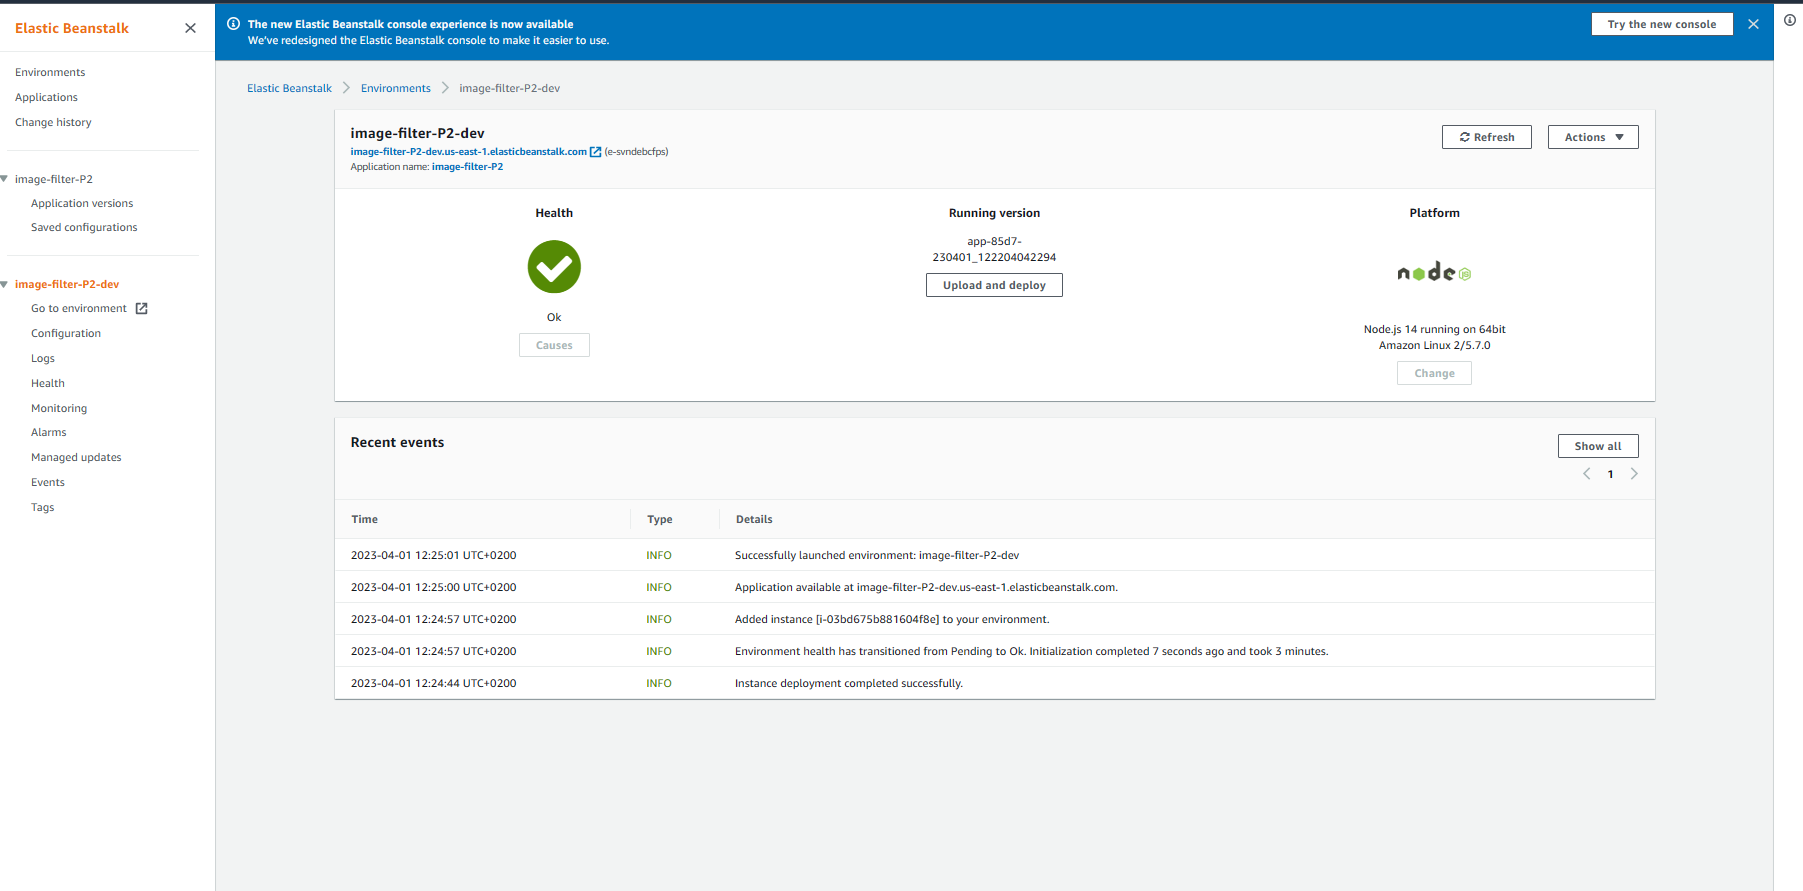 Elastic Beanstalk
Environments
Applications
Change history
image-filter-P2
Application versions
Saved configurations
image-filter-P2-dev
Go to environment
Configuration
Logs
Health
Monitoring
Alarms
Managed updates
Events
Tags
The new Elastic Beanstalk console experience is now available
We've redesigned the Elastic Beanstalk console to make it easier to use.
Try the new console
Elastic Beanstalk Environments image-filter-P2-dev
image-filter-P2-dev
image-filter-P2-dev.us-east-1.elasticbeanstalk.com (e-svndebcfps)
Application name: image-filter-P2
Refresh
Actions
Health
Ok
Causes
Running version
app-85d7-
230401_122204042294
Upload and deploy
Platform
node
JS
Node.js 14 running on 64bit
Amazon Linux 2/5.7.0
Change
Recent events
Show all
1
Time Type Details
2023-04-01 12:25:01 UTC+0200 INFO Successfully launched environment: image-filter-P2-dev
2023-04-01 12:25:00 UTC+0200 INFO Application available at image-filter-P2-dev.us-east-1.elasticbeanstalk.com.
2023-04-01 12:24:57 UTC+0200 INFO Added instance [i-03bd675b881604f8e] to your environment.
2023-04-01 12:24:57 UTC+0200 INFO Environment health has transitioned from Pending to Ok. Initialization completed 7 seconds ago and took 3 minutes.
2023-04-01 12:24:44 UTC+0200 INFO Instance deployment completed successfully.